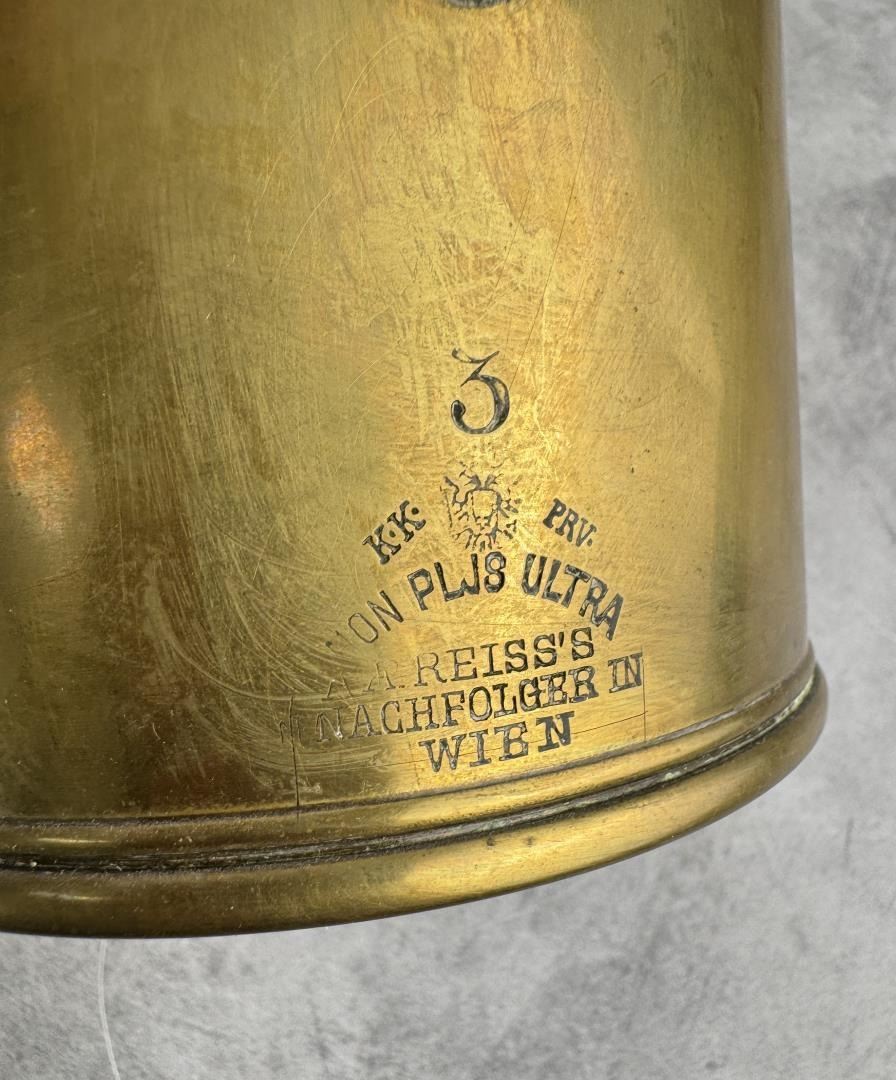 3
K.K. PRV.
NON PLUS ULTRA
REISS'S
NACHFOLGER IN
WIEN